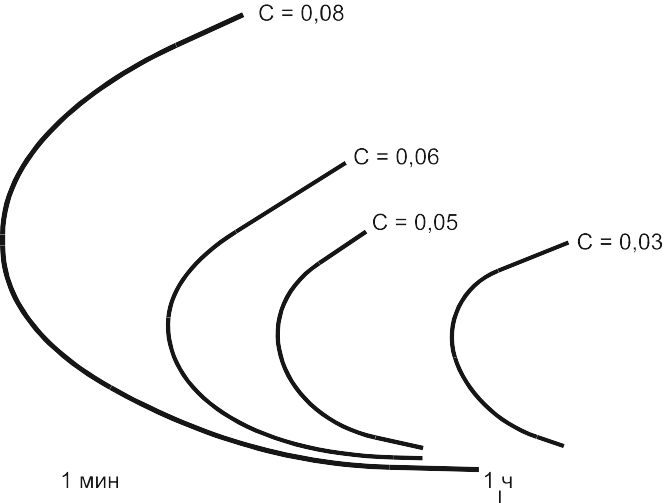 C = 0,08
C = 0,06
C = 0,05
C = 0,03
1 мин
1 ч